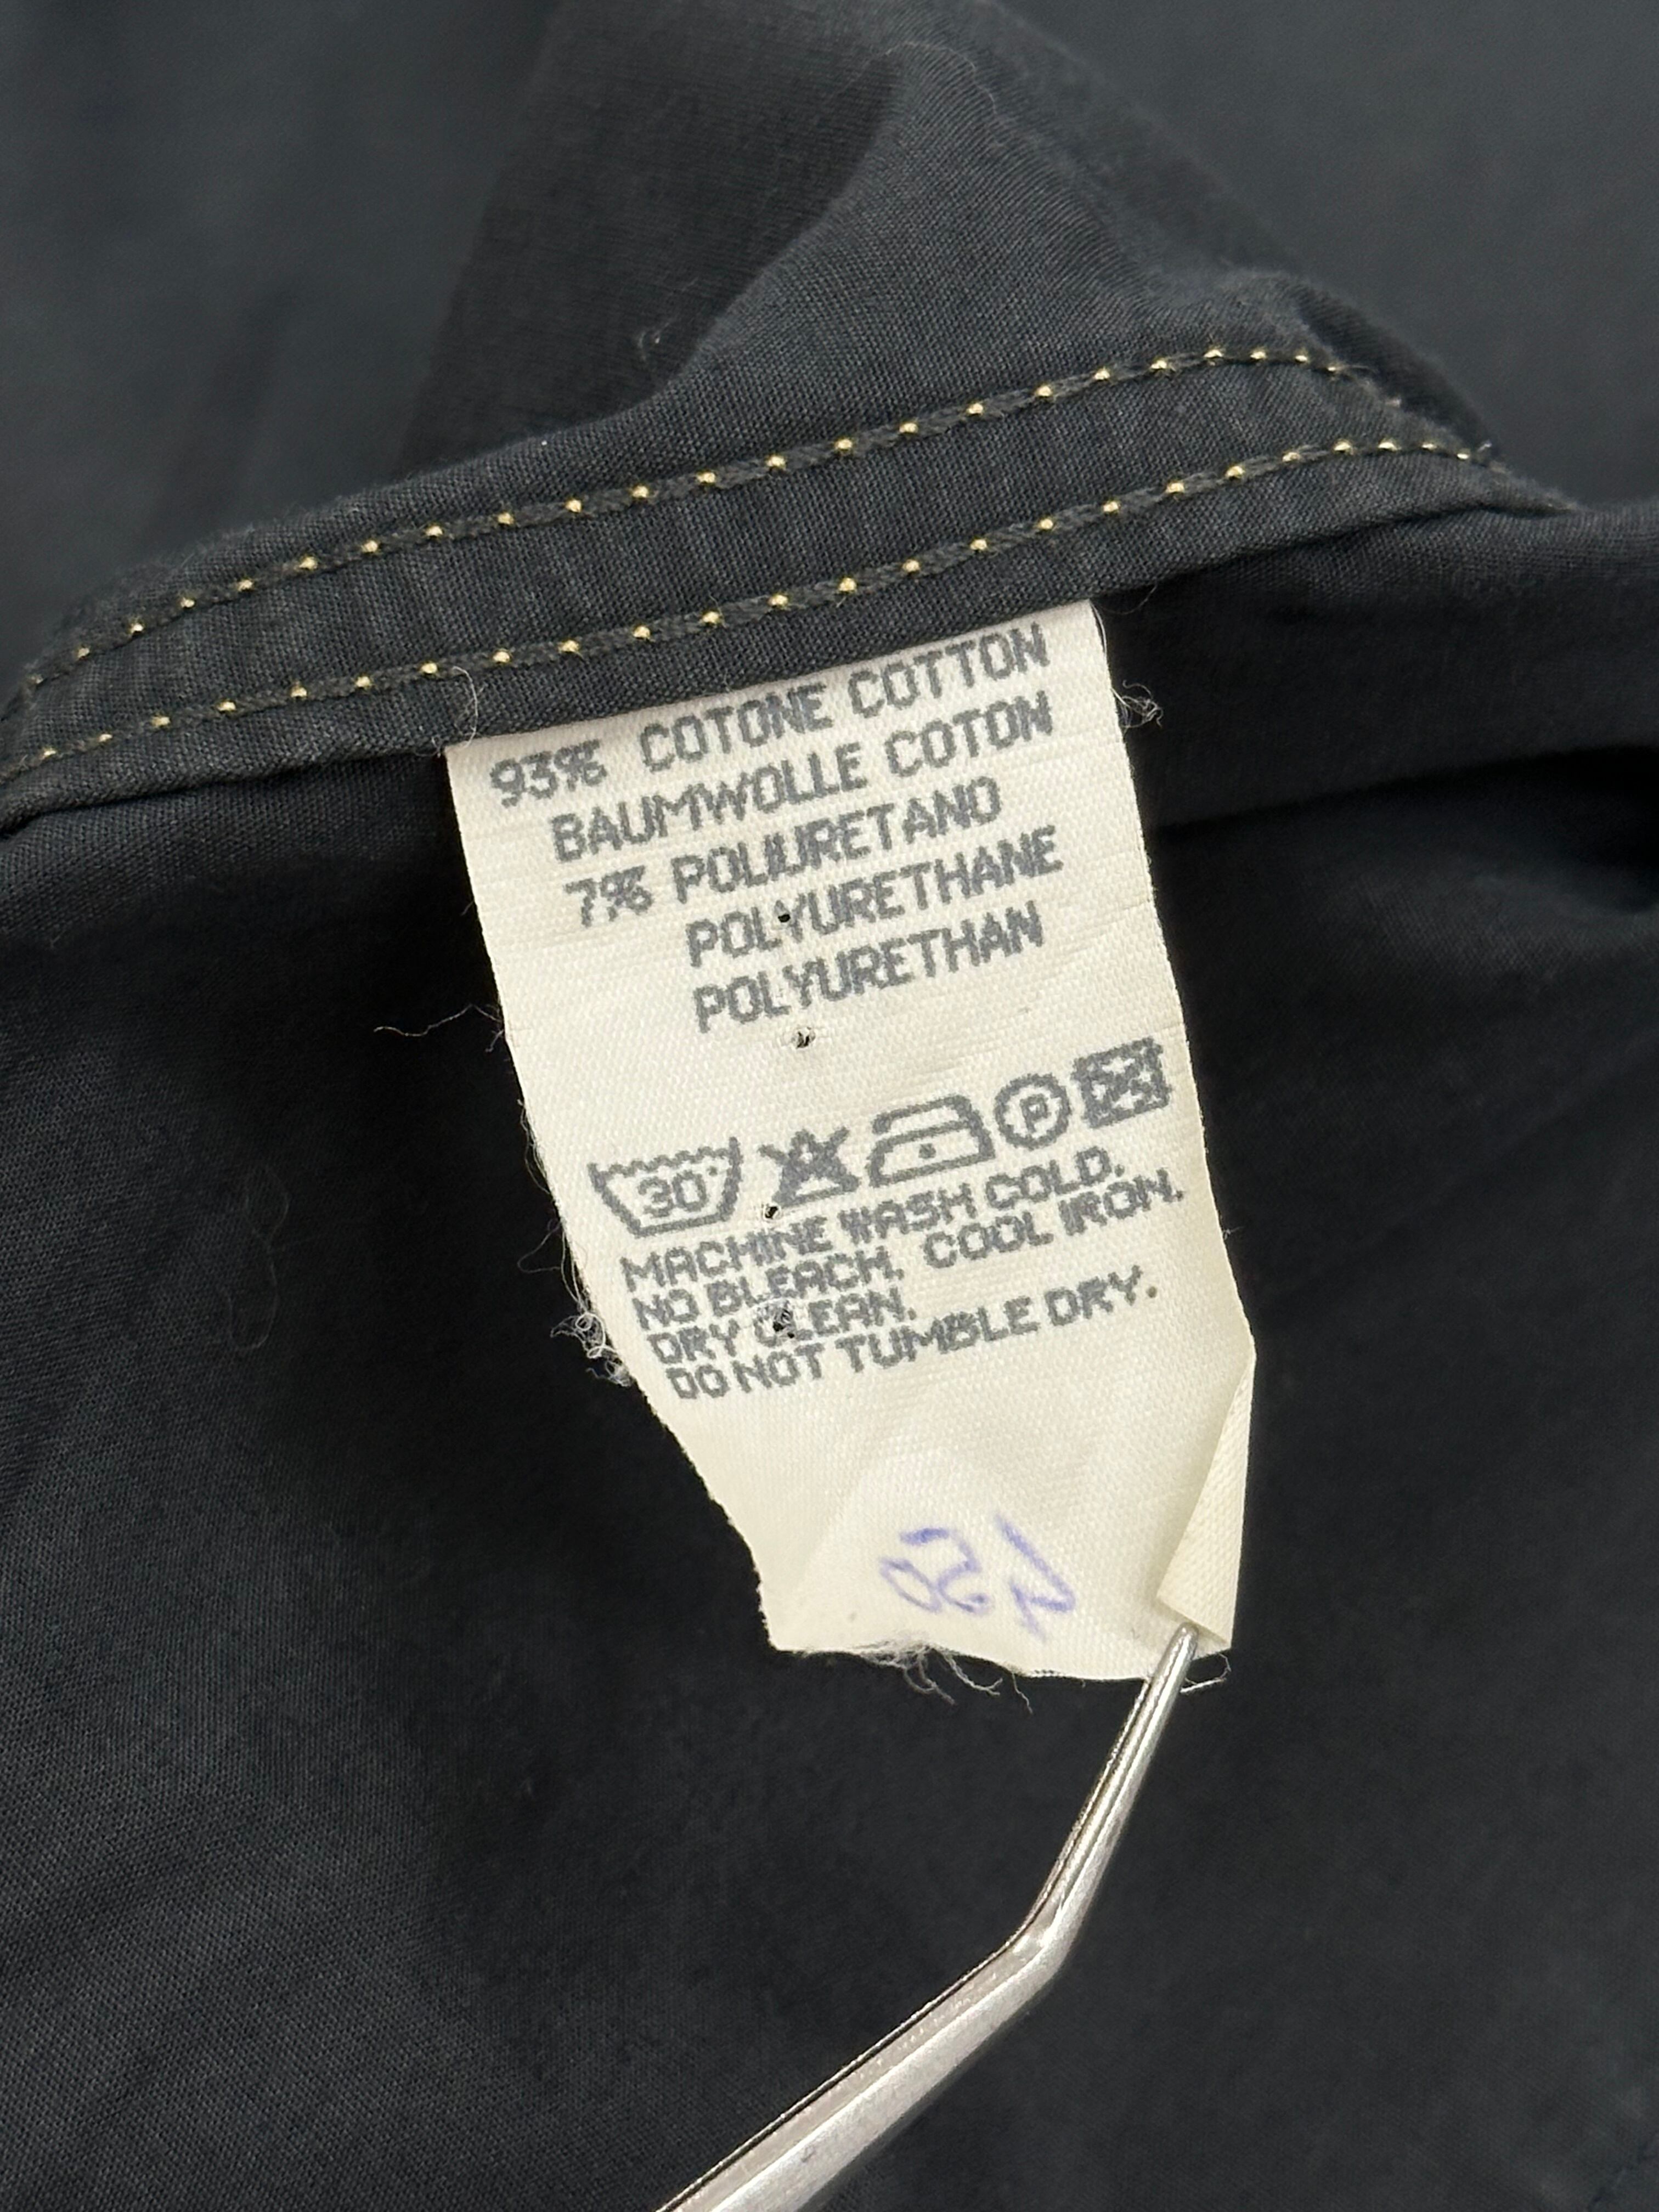 93% COTONE COTTON
BAUMWOLLE COTON
7% POLIURETANO
POLYURETHANE
POLYURETHAN
30°
P
MACHINE WASH COLD.
NO BLEACH. COOL IRON.
DRY CLEAN.
DO NOT TUMBLE DRY.